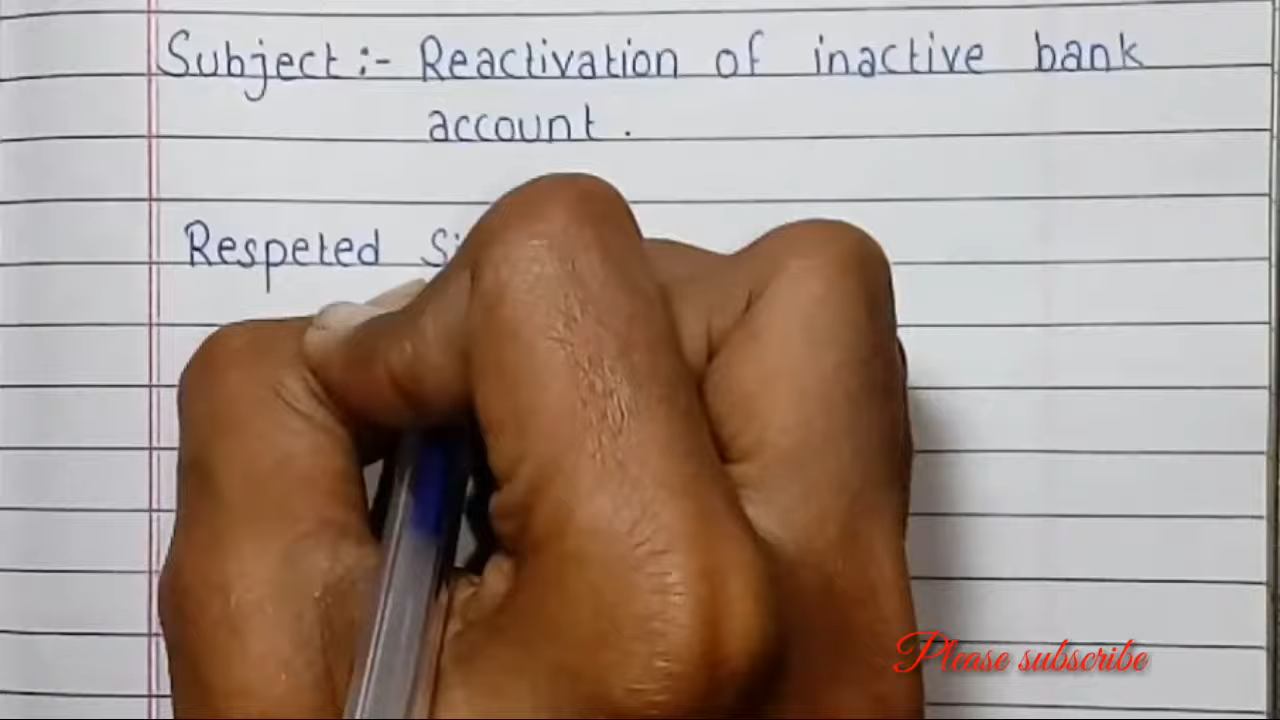 Subject :- Reactivation of inactive bank
account .
Respeted
Please subscribe